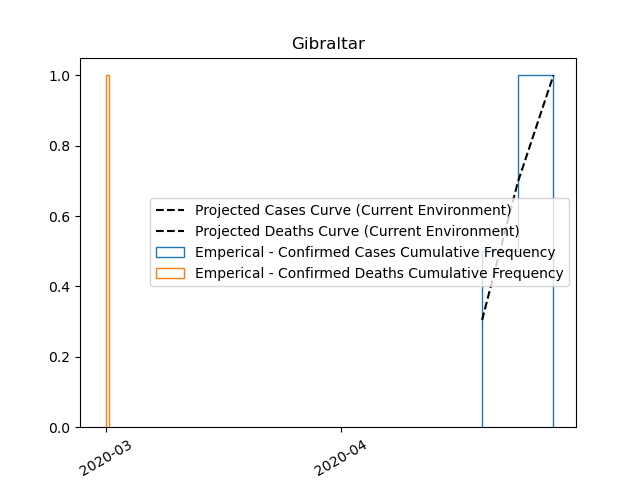 Gibraltar
1.0
0.8
0.6
0.4
0.2
0.0
Projected Cases Curve (Current Environment)
Projected Deaths Curve (Current Environment)
Emperical - Confirmed Cases Cumulative Frequency
Emperical - Confirmed Deaths Cumulative Frequency
2020-03
2020-04